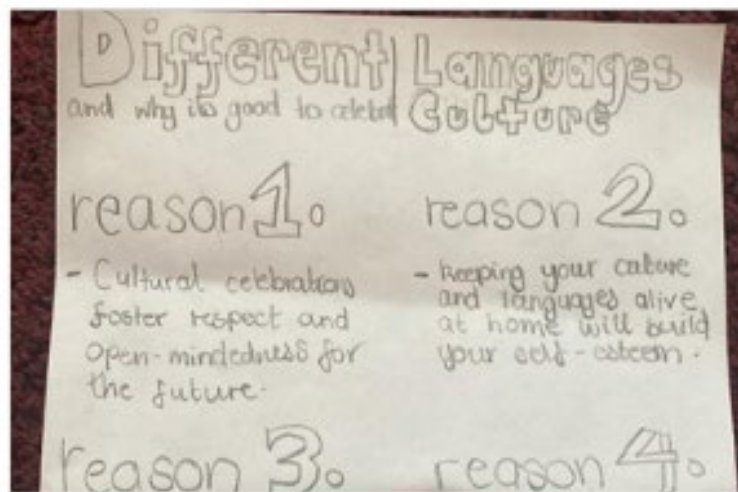 Different Languages
and why it's good to celebrat Culture
reason 1.
- Cultural celebrations
foster respect and
open-mindedness for
the future.
reason 2.
- keeping your culture
and languages alive
at home will build
your self-esteem.
reason 3.
reason 4.